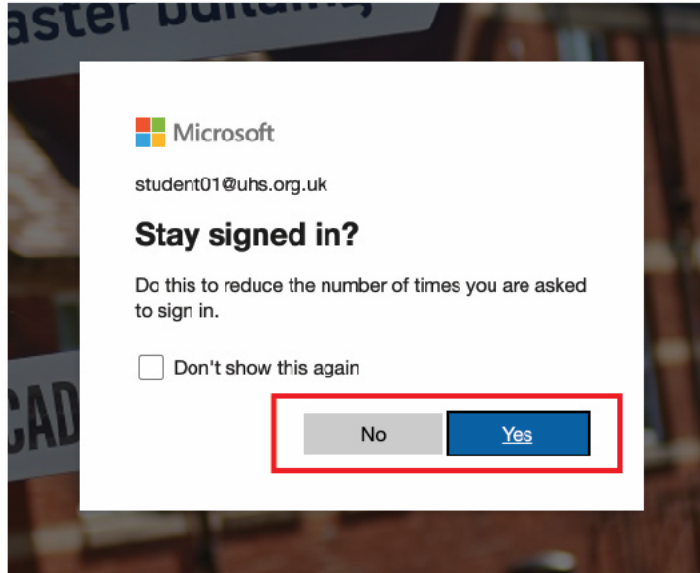 aster building
Microsoft
student01@uhs.org.uk
Stay signed in?
Do this to reduce the number of times you are asked
to sign in.
Don't show this again
CAD
No
Yes